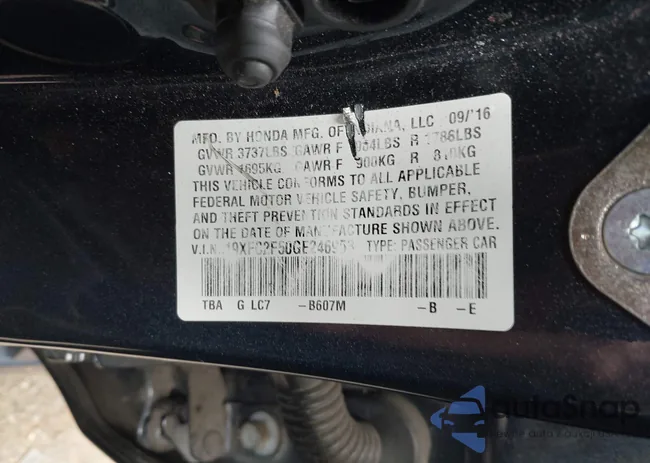 MFD. BY HONDA MFG. OF INDIANA, LLC 09/'16
GVWR 3737LBS GAWR F LBS R 1786LBS
GVWR 1695KG GAWR F 900KG R 810KG
THIS VEHICLE CONFORMS TO ALL APPLICABLE
FEDERAL MOTOR VEHICLE SAFETY, BUMPER,
AND THEFT PREVENTION STANDARDS IN EFFECT
ON THE DATE OF MANUFACTURE SHOWN ABOVE.
V.I.N. TYPE: PASSENGER CAR
TBA G LC7 -B607M -B -E
autoSnap